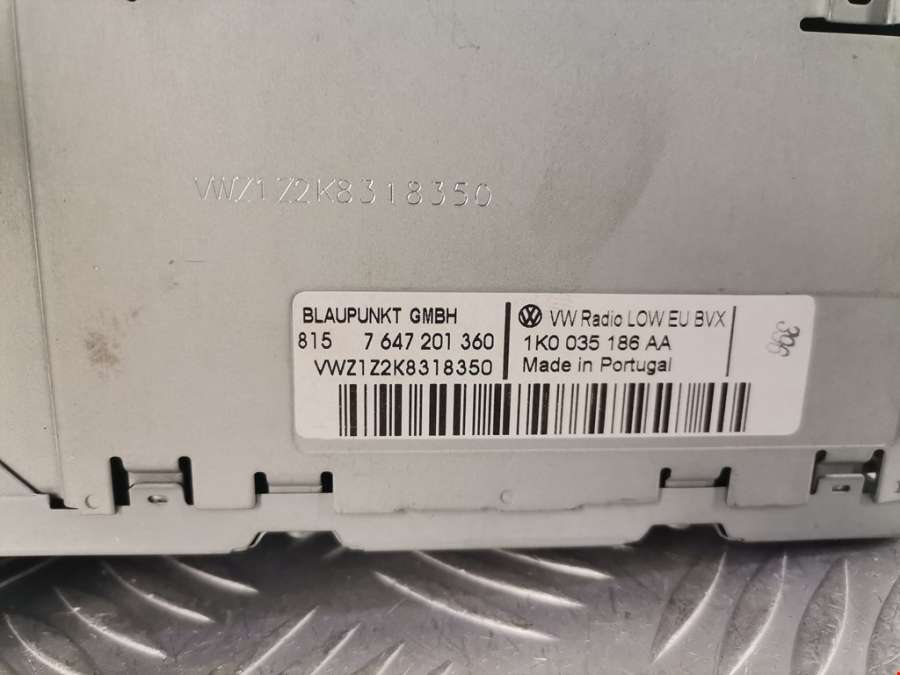 VWZ1Z2K8318350
BLAUPUNKT GMBH
815 7 647 201 360
VWZ1Z2K8318350
VW Radio LOW EU BVX
1K0 035 186 AA
Made in Portugal
396